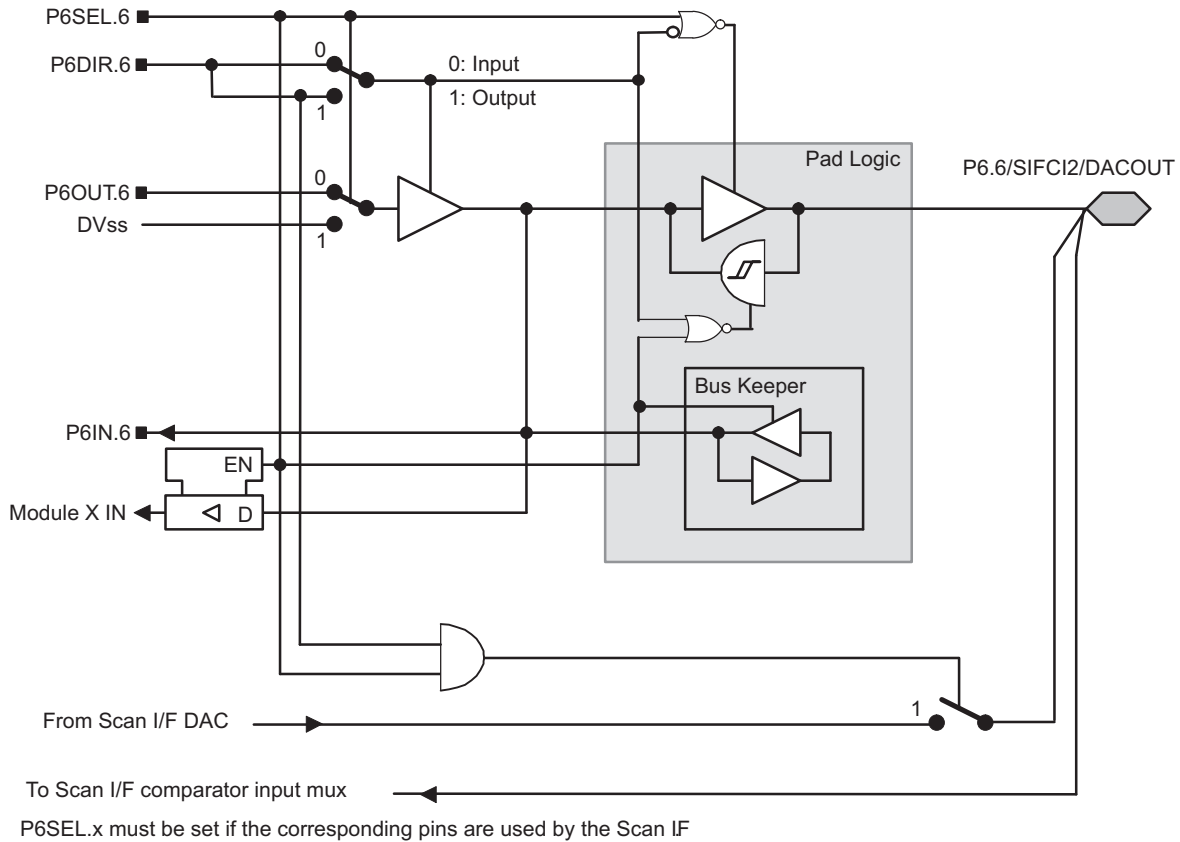 P6SEL.6
P6DIR.6
0
1
0: Input
1: Output
Pad Logic
P6.6/SIFCI2/DACOUT
P6OUT.6
DVss
0
1
Bus Keeper
P6IN.6
EN
Module X IN
D
From Scan I/F DAC
1
To Scan I/F comparator input mux
P6SEL.x must be set if the corresponding pins are used by the Scan I.F